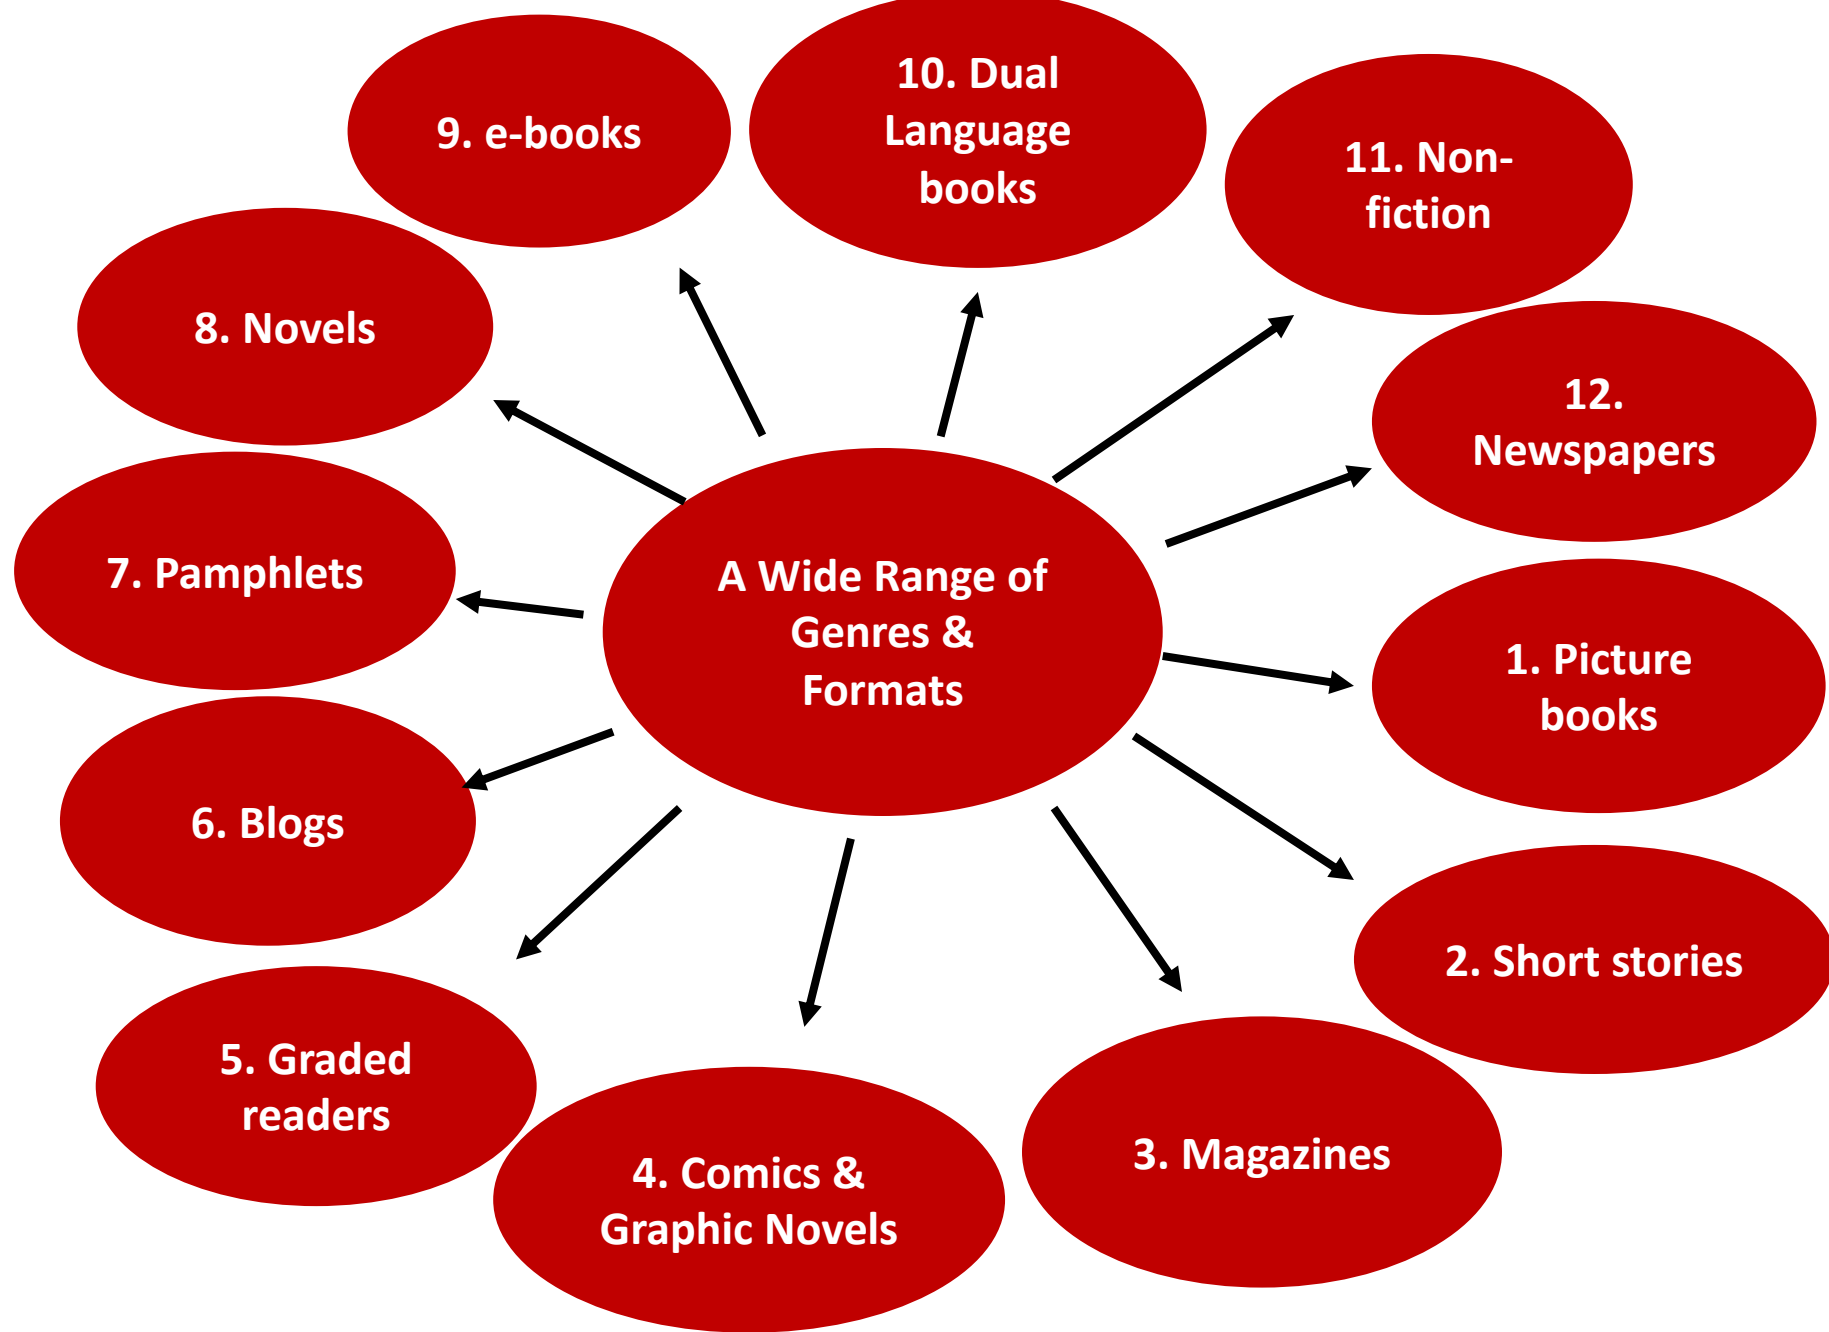 A Wide Range of
Genres &
Formats
1. Picture
books
2. Short stories
3. Magazines
4. Comics &
Graphic Novels
5. Graded
readers
6. Blogs
7. Pamphlets
8. Novels
9. e-books
10. Dual
Language
books
11. Non-
fiction
12.
Newspapers